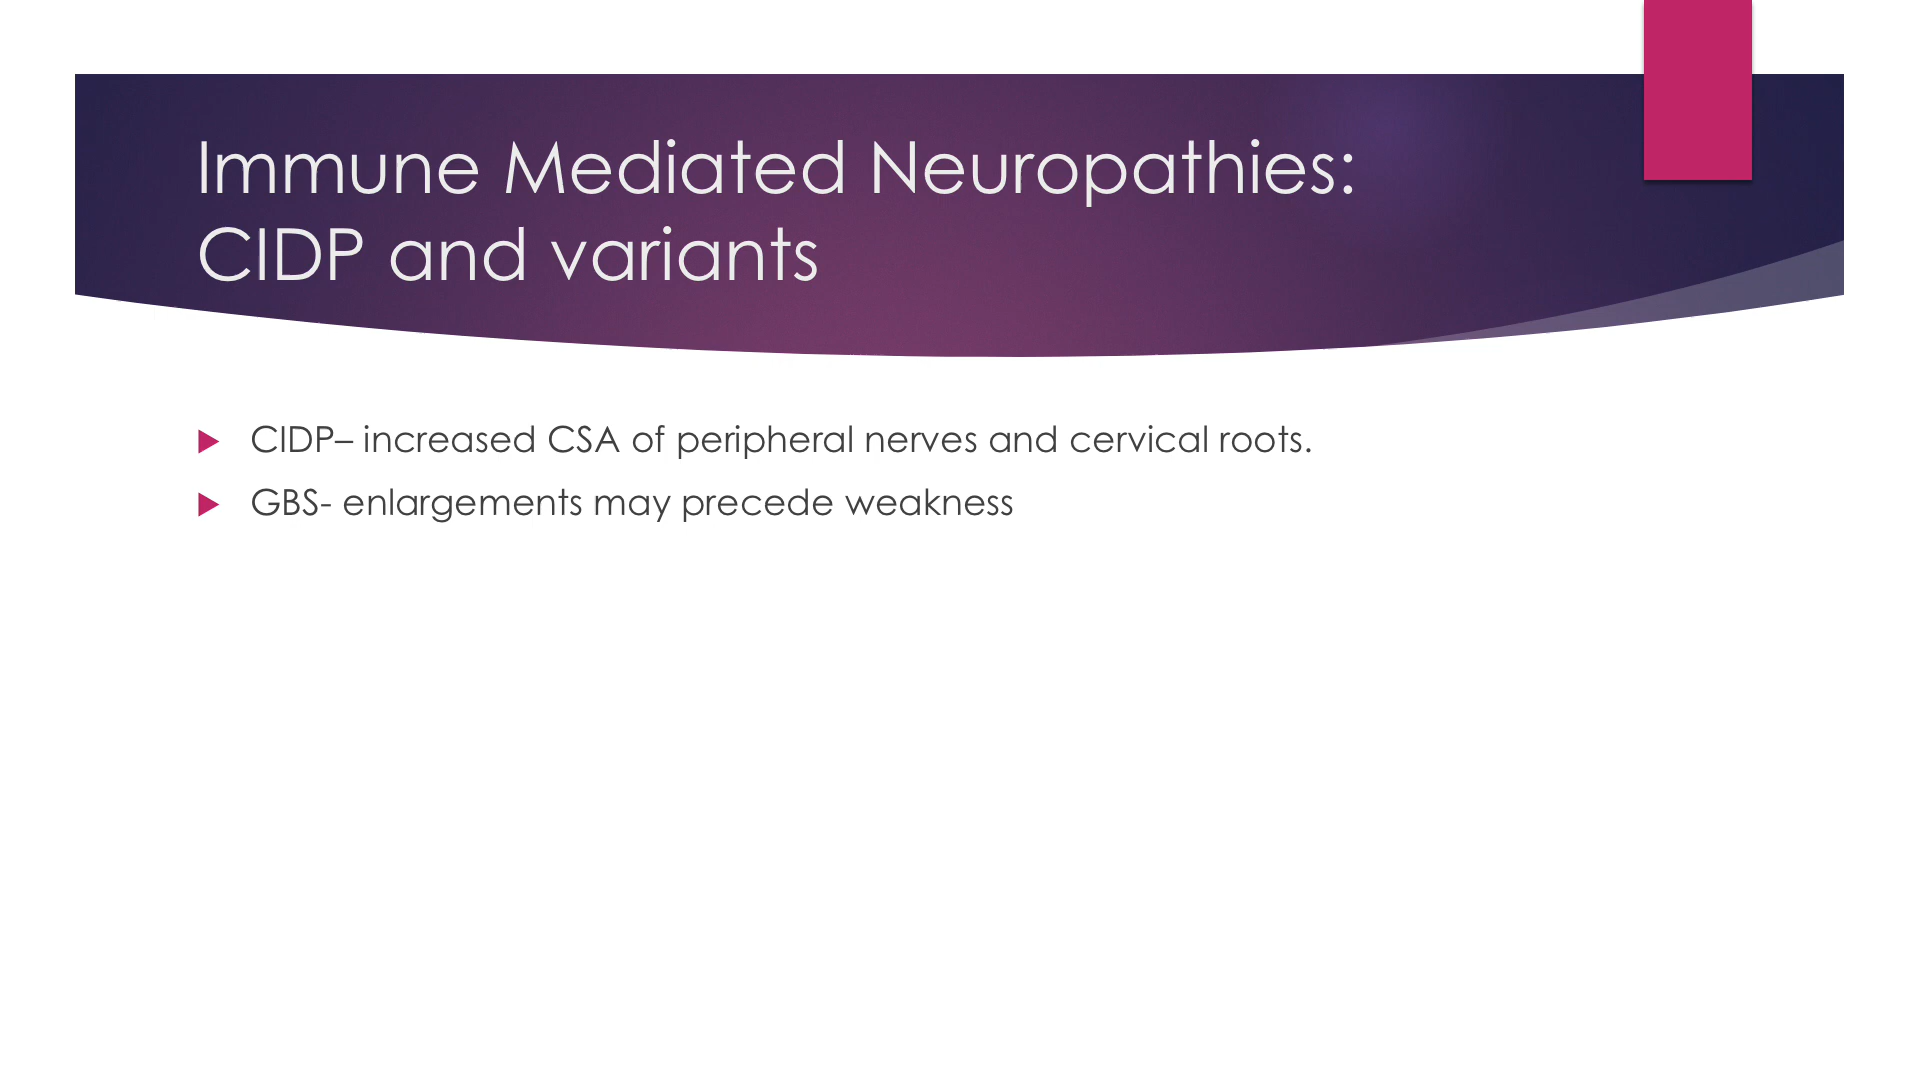 Immune Mediated Neuropathies:
CIDP and variants
CIDP– increased CSA of peripheral nerves and cervical roots.
GBS- enlargements may precede weakness